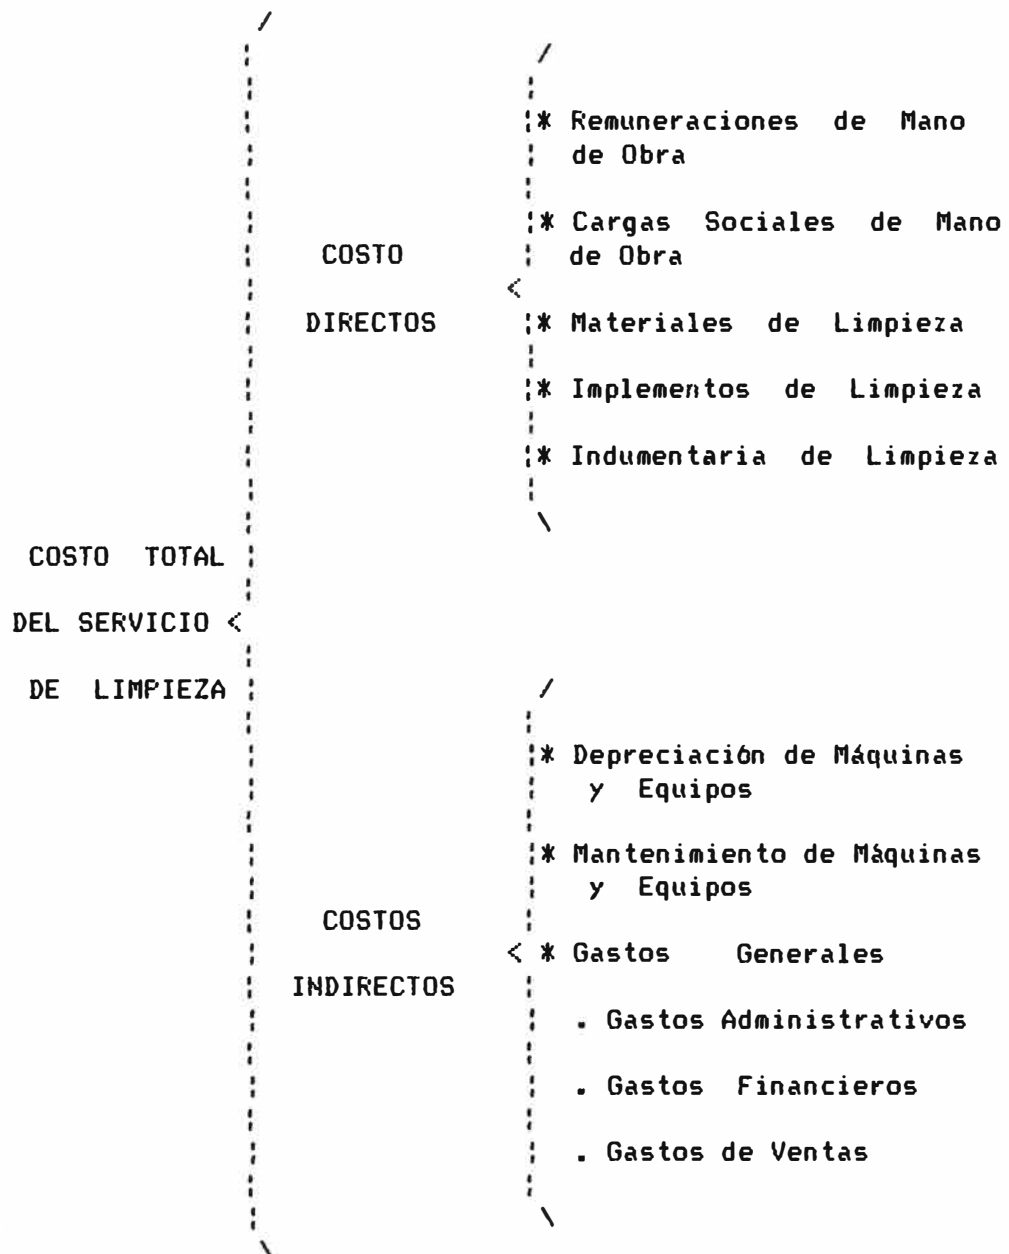 COSTO TOTAL
DEL SERVICIO
DE LIMPIEZA
COSTO
DIRECTOS
* Remuneraciones de Mano
de Obra
* Cargas Sociales de Mano
de Obra
* Materiales de Limpieza
* Implementos de Limpieza
* Indumentaria de Limpieza
COSTOS
INDIRECTOS
* Depreciación de Máquinas
y Equipos
* Mantenimiento de Máquinas
y Equipos
* Gastos Generales
. Gastos Administrativos
. Gastos Financieros
. Gastos de Ventas